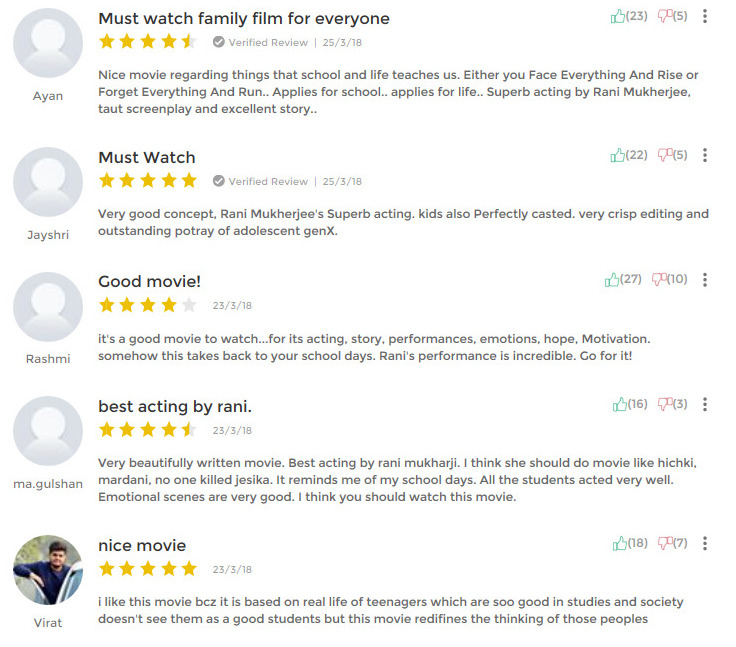 Must watch family film for everyone
(23) (5)
Verified Review | 25/3/18
Nice movie regarding things that school and life teaches us. Either you Face Everything And Rise or
Forget Everything And Run.. Applies for school.. applies for life.. Superb acting by Rani Mukherjee,
taut screenplay and excellent story..
Ayan
Must Watch
(22) (5)
Verified Review | 25/3/18
Very good concept, Rani Mukherjee's Superb acting. kids also Perfectly casted. very crisp editing and
outstanding potray of adolescent genX.
Jayshri
Good movie!
(27) (10)
23/3/18
it's a good movie to watch...for its acting, story, performances, emotions, hope, Motivation.
somehow this takes back to your school days. Rani's performance is incredible. Go for it!
Rashmi
best acting by rani.
(16) (3)
23/3/18
Very beautifully written movie. Best acting by rani mukharji. I think she should do movie like hichki,
mardani, no one killed jesika. It reminds me of my school days. All the students acted very well.
Emotional scenes are very good. I think you should watch this movie.
ma.gulshan
nice movie
(18) (7)
23/3/18
i like this movie bcz it is based on real life of teenagers which are soo good in studies and society
doesn't see them as a good students but this movie redifines the thinking of those peoples
Virat